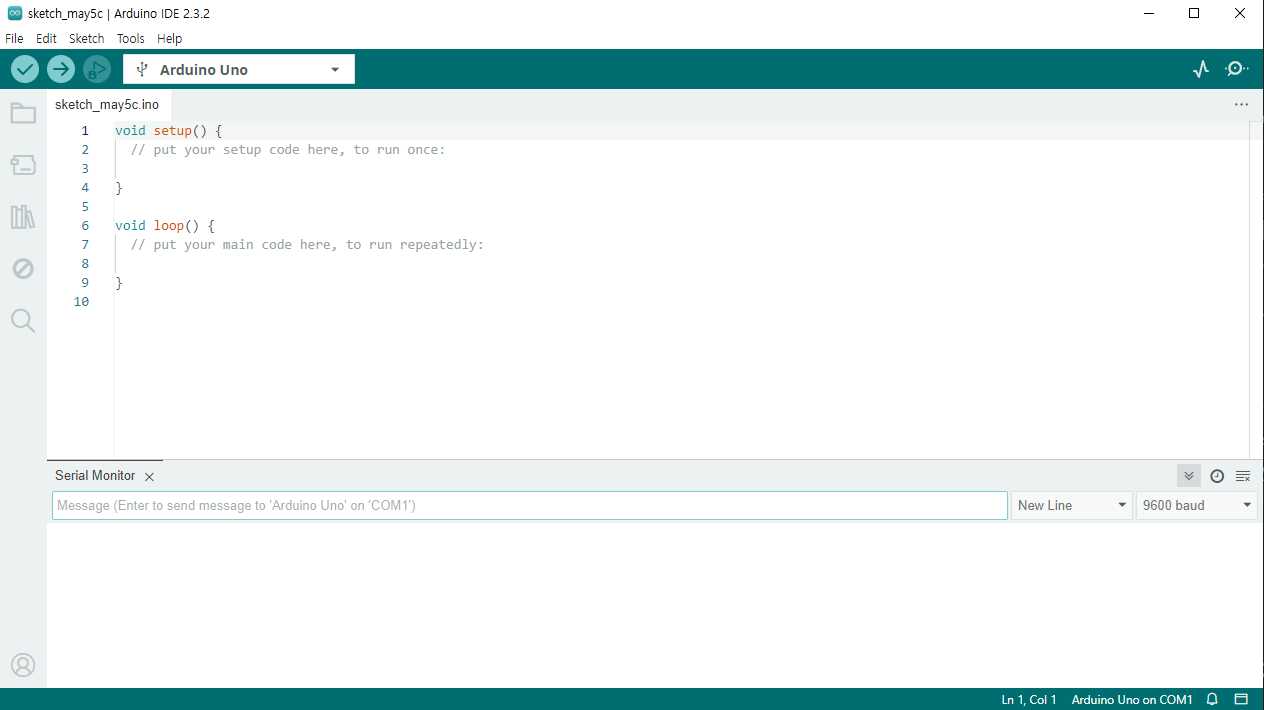 sketch_may5c | Arduino IDE 2.3.2
File Edit Sketch Tools Help
Arduino Uno
sketch_may5c.ino
1 void setup() {
2   // put your setup code here, to run once:
3
4 }
5
6 void loop() {
7   // put your main code here, to run repeatedly:
8
9 }
10
Serial Monitor
Message (Enter to send message to 'Arduino Uno' on 'COM1') New Line 9600 baud
Ln 1, Col 1 Arduino Uno on COM1